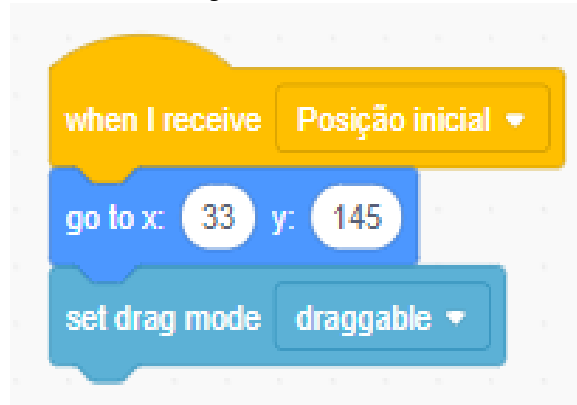 when I receive Posição inicial
go to x: 33 y: 145
set drag mode draggable